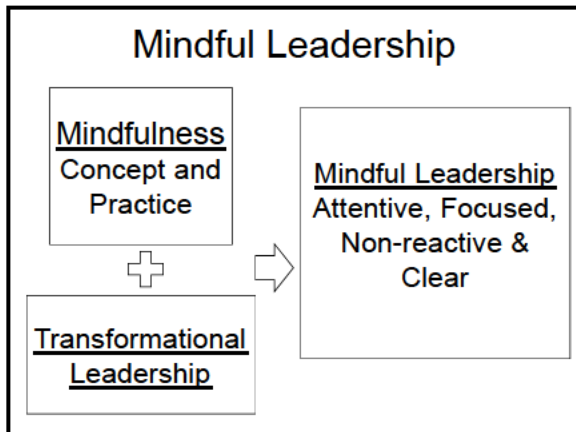 Mindful Leadership
Mindfulness
Concept and
Practice
Transformational
Leadership
Mindful Leadership
Attentive, Focused,
Non-reactive &
Clear